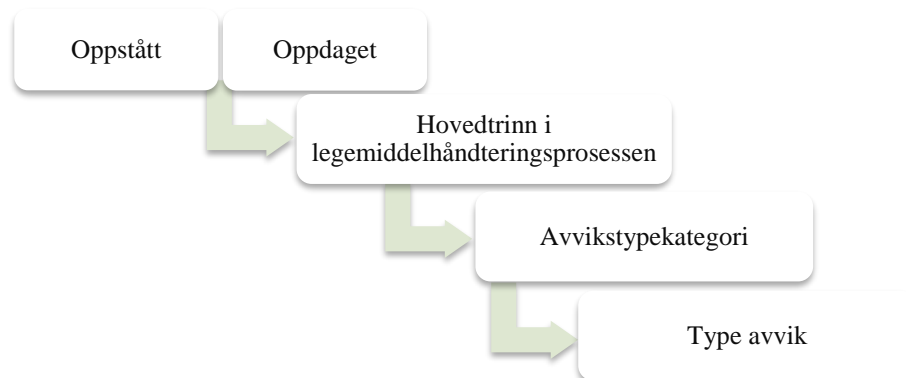 Oppstått
Oppdaget
Hovedtrinn i
legemiddelhåndteringsprosessen
Avvikstypekategori
Type avvik